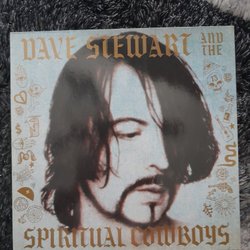 DAVE STEWART AND THE
SPIRITUAL COWBOYS